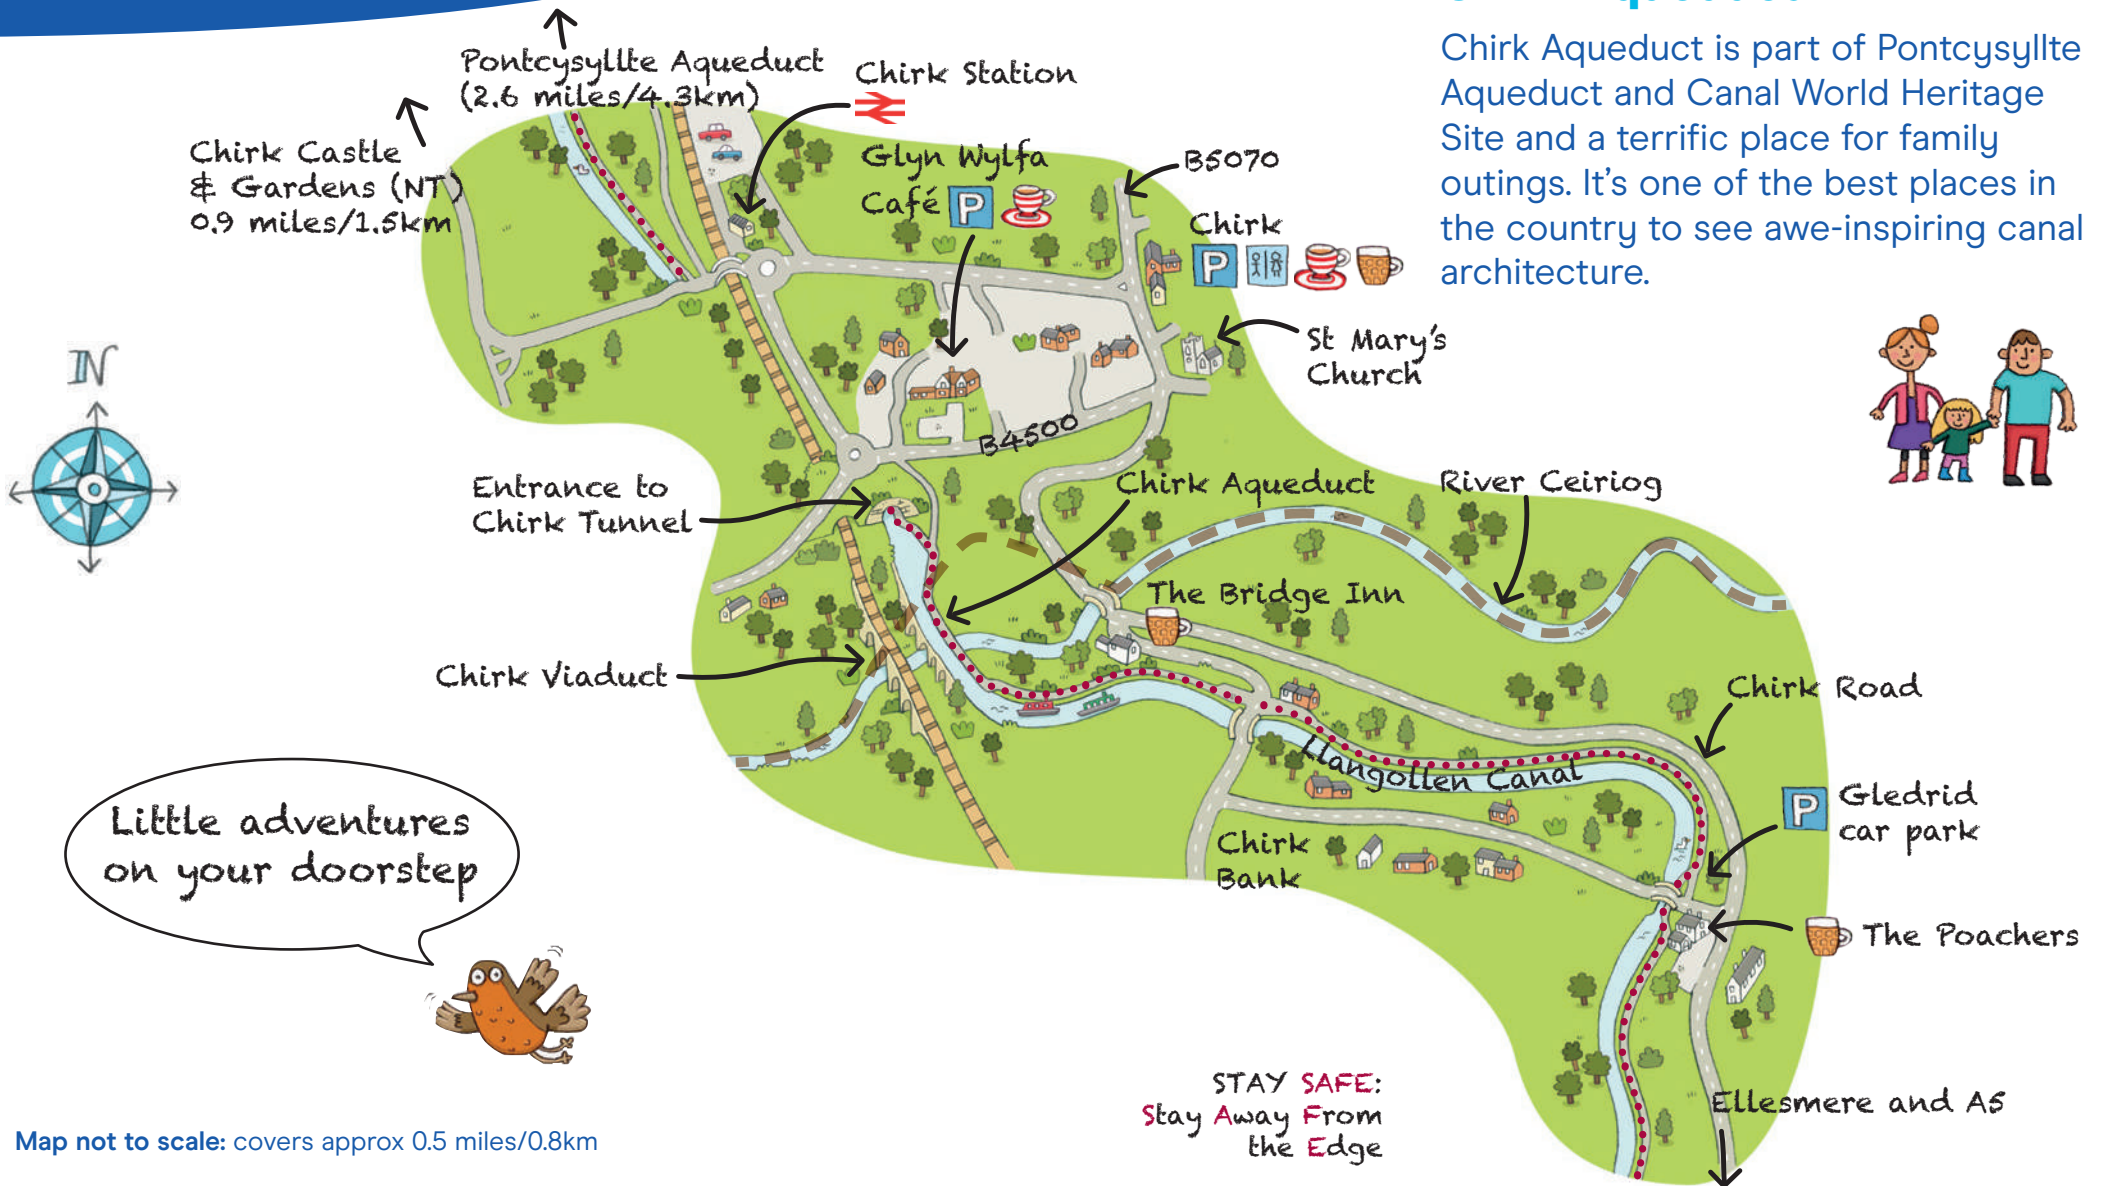 Chirk Aqueduct is part of Pontcysyllte
Aqueduct and Canal World Heritage
Site and a terrific place for family
outings. It's one of the best places in
the country to see awe-inspiring canal
architecture.
Pontcysyllte Aqueduct
(2.6 miles/4.3km)
Chirk Station
Chirk Castle
& Gardens (NT)
0.9 miles/1.5km
Glyn Wylfa
Café P
B5070
Chirk
P
St Mary's
Church
N
B4500
Entrance to
Chirk Tunnel
Chirk Aqueduct
River Ceiriog
The Bridge Inn
Chirk Viaduct
Chirk Road
Llangollen Canal
P Gledrid
car park
Chirk
Bank
The Poachers
Little adventures
on your doorstep
STAY SAFE:
Stay Away From
the Edge
Ellesmere and A5
Map not to scale: covers approx 0.5 miles/0.8km